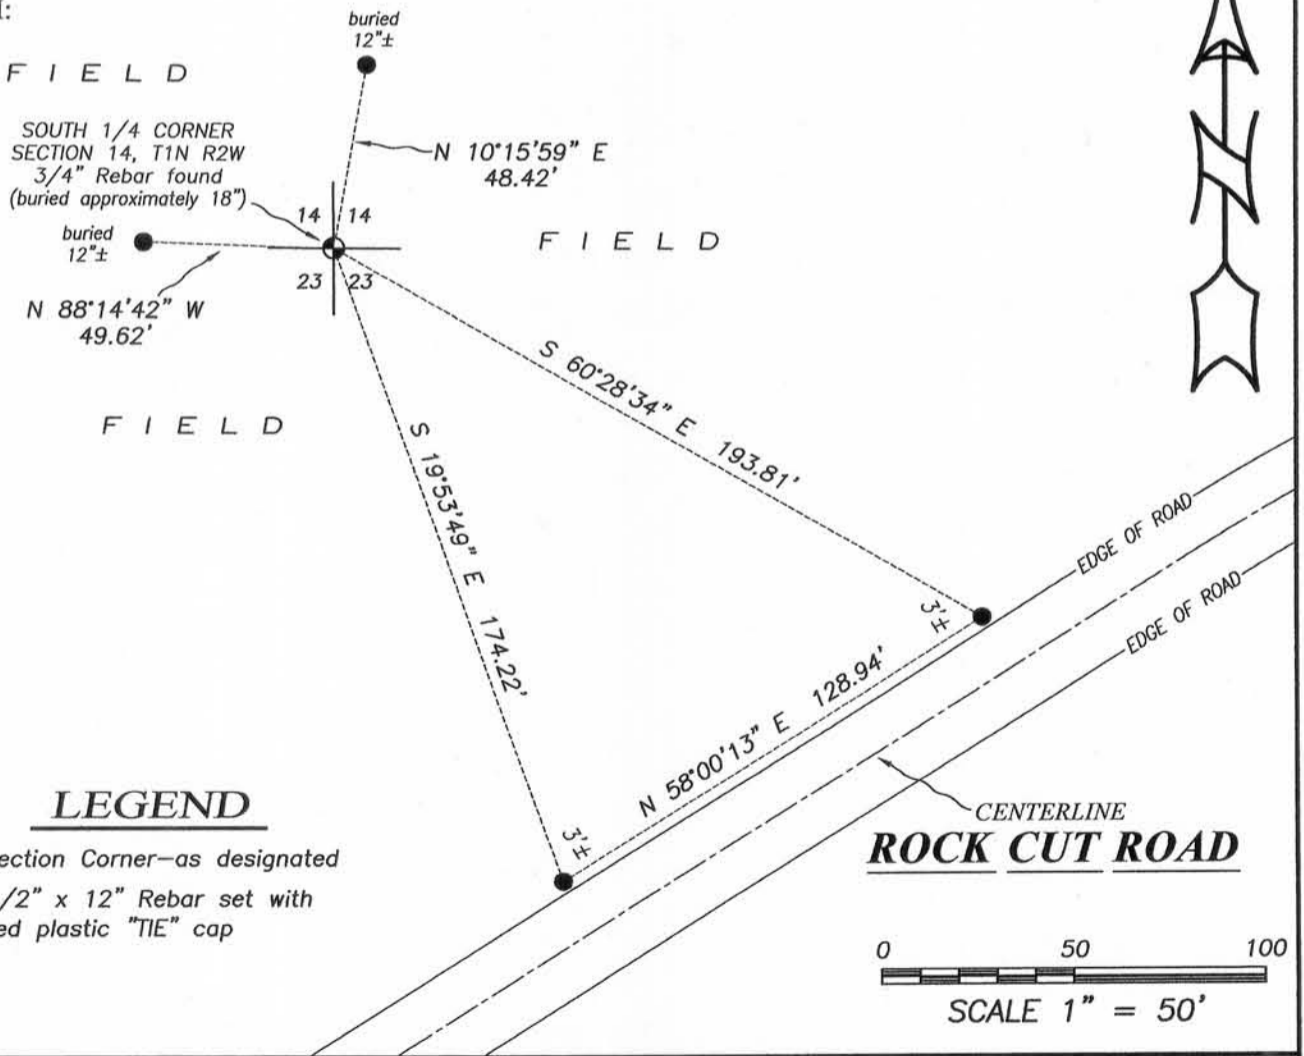 buried
12"±
F I E L D
SOUTH 1/4 CORNER
SECTION 14, T1N R2W
3/4" Rebar found
(buried approximately 18")
N 10°15'59" E
48.42'
14 14
23 23
buried
12"±
F I E L D
N 88°14'42" W
49.62'
N
F I E L D
S 60°28'34" E 193.81'
S 19°53'49" E 174.22'
EDGE OF ROAD
EDGE OF ROAD
3'±
N 58°00'13" E 128.94'
3'±
CENTERLINE
ROCK CUT ROAD
LEGEND
ection Corner—as designated
/2" x 12" Rebar set with
ed plastic "TIE" cap
0 50 100
SCALE 1" = 50'